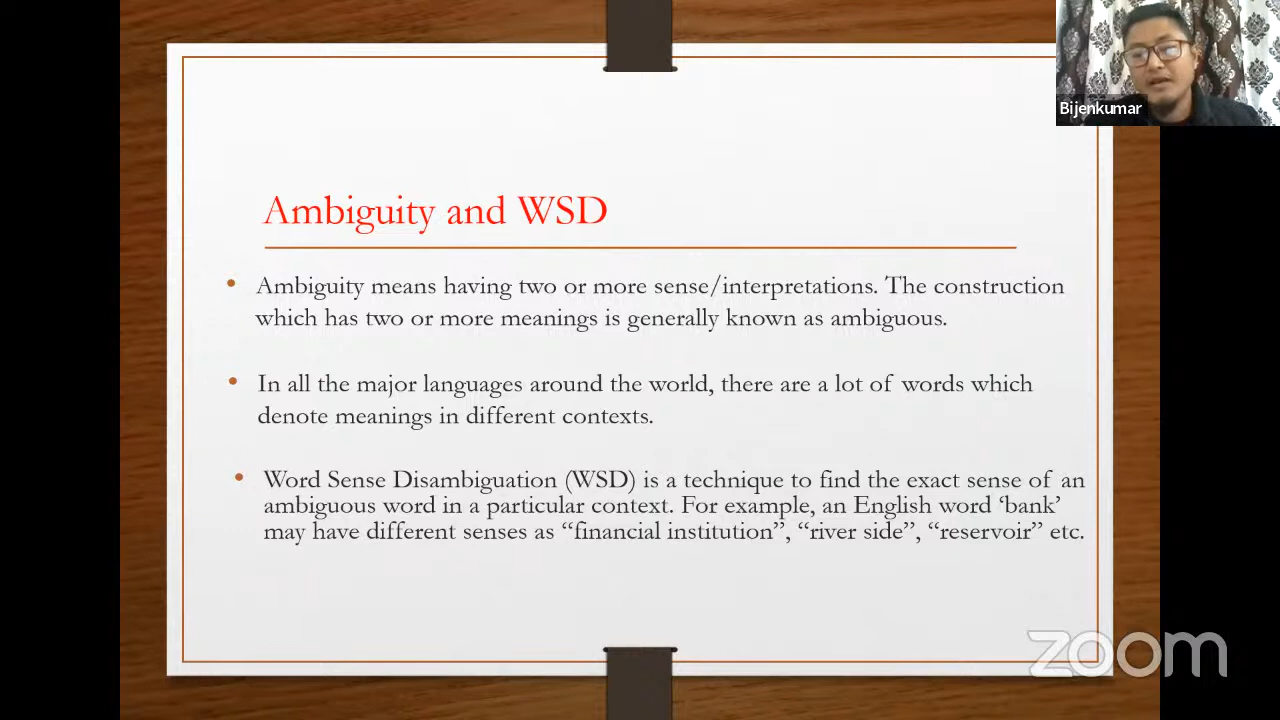 Bijenkumar
Ambiguity and WSD
• Ambiguity means having two or more sense/interpretations. The construction
which has two or more meanings is generally known as ambiguous.
• In all the major languages around the world, there are a lot of words which
denote meanings in different contexts.
• Word Sense Disambiguation (WSD) is a technique to find the exact sense of an
ambiguous word in a particular context. For example, an English word ‘bank’
may have different senses as “financial institution”, “river side”, “reservoir” etc.
zoom